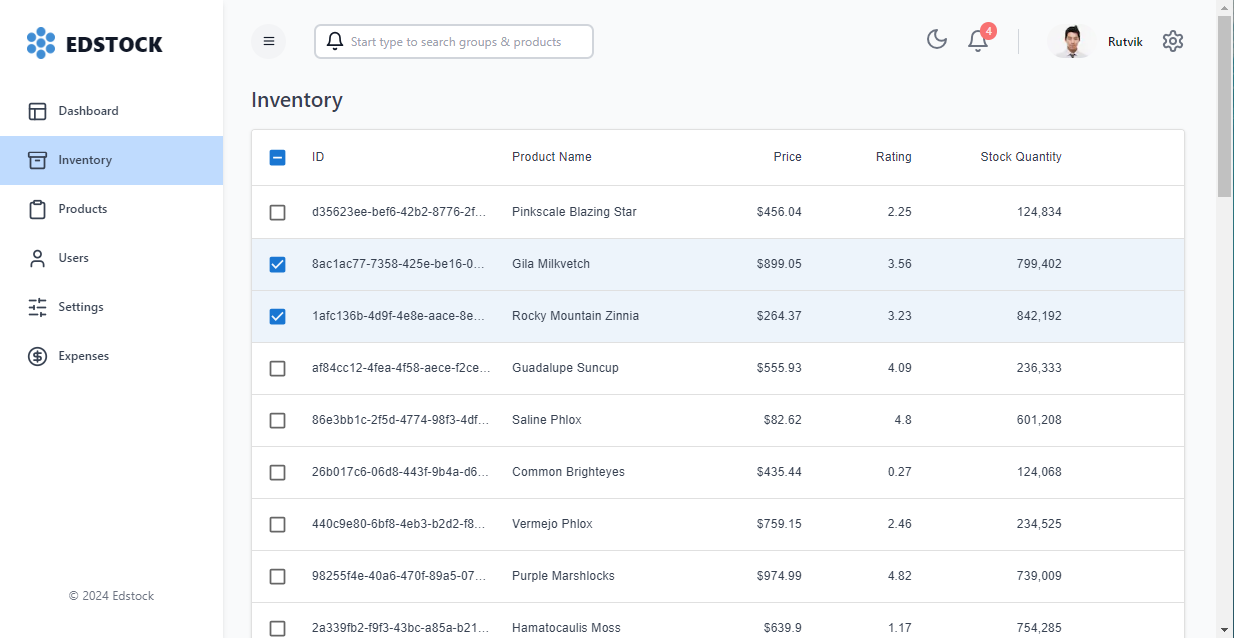 EDSTOCK
Start type to search groups & products
4
Rutvik
Dashboard
Inventory
Products
Users
Settings
Expenses
© 2024 Edstock
Inventory
ID Product Name Price Rating Stock Quantity
d35623ee-bef6-42b2-8776-2f... Pinkscale Blazing Star $456.04 2.25 124,834
8ac1ac77-7358-425e-be16-0... Gila Milkvetch $899.05 3.56 799,402
1afc136b-4d9f-4e8e-aace-8e... Rocky Mountain Zinnia $264.37 3.23 842,192
af84cc12-4fea-4f58-aece-f2ce... Guadalupe Suncup $555.93 4.09 236,333
86e3bb1c-2f5d-4774-98f3-4df... Saline Phlox $82.62 4.8 601,208
26b017c6-06d8-443f-9b4a-d6... Common Brighteyes $435.44 0.27 124,068
440c9e80-6bf8-4eb3-b2d2-f8... Vermejo Phlox $759.15 2.46 234,525
98255f4e-40a6-470f-89a5-07... Purple Marshlocks $974.99 4.82 739,009
2a339fb2-f9f3-43bc-a85a-b21... Hamatocaulis Moss $639.9 1.17 754,285